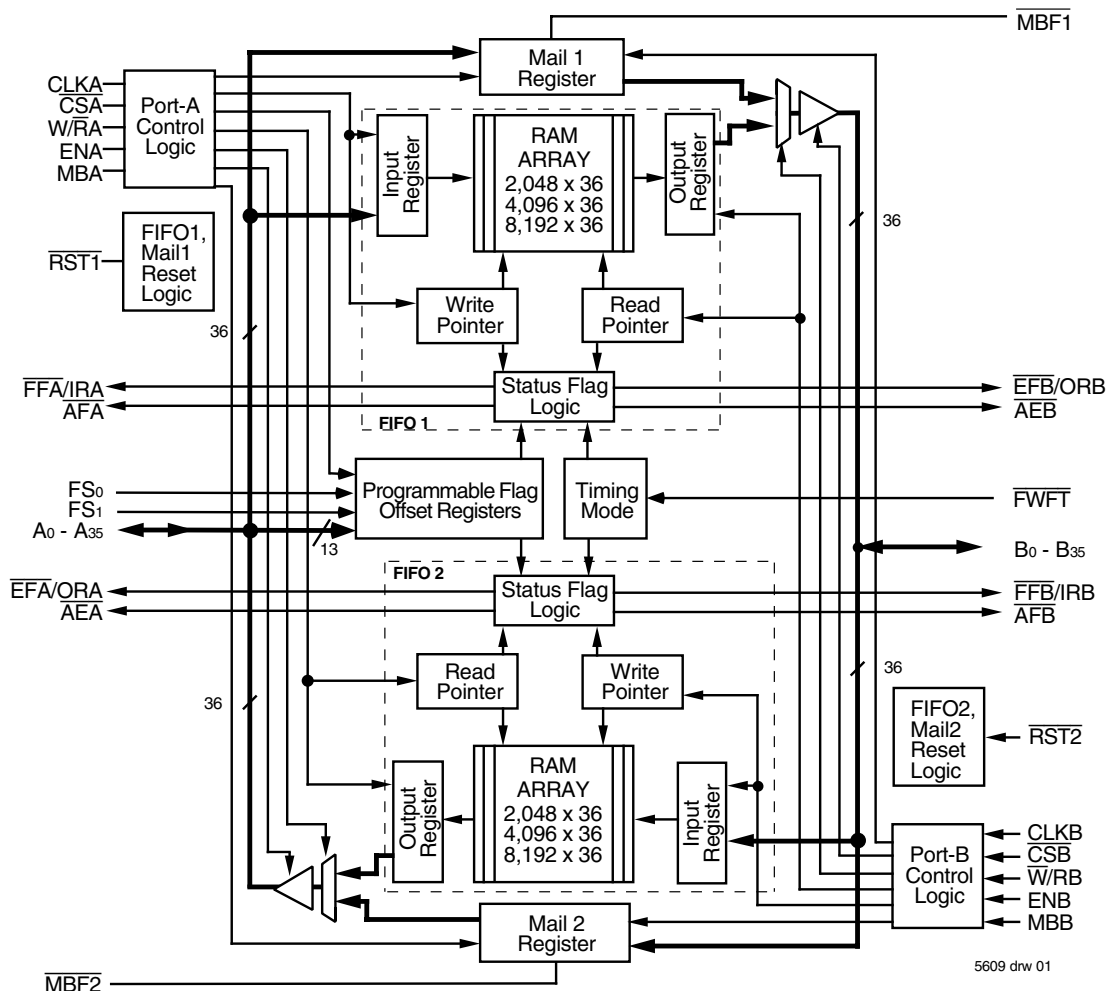 MBF1
Mail 1
Register
CLKA
CSA
W/RA
ENA
MBA
Port-A
Control
Logic
RAM
ARRAY
2,048 x 36
4,096 x 36
8,192 x 36
Input
Register
Output
Register
36
RST1
FIFO1,
Mail1
Reset
Logic
Write
Pointer
Read
Pointer
36
FFA/IRA
AFA
Status Flag
Logic
EFB/ORB
AEB
FIFO 1
FS0
FS1
A0 - A35
Programmable Flag
Offset Registers
Timing
Mode
FWFT
13
B0 - B35
FIFO 2
EFA/ORA
AEA
Status Flag
Logic
FFB/IRB
AFB
Read
Pointer
Write
Pointer
36
36
FIFO2,
Mail2
Reset
Logic
RST2
RAM
ARRAY
2,048 x 36
4,096 x 36
8,192 x 36
Output
Register
Input
Register
Port-B
Control
Logic
CLKB
CSB
W/RB
ENB
MBB
Mail 2
Register
MBF2
5609 drw 01